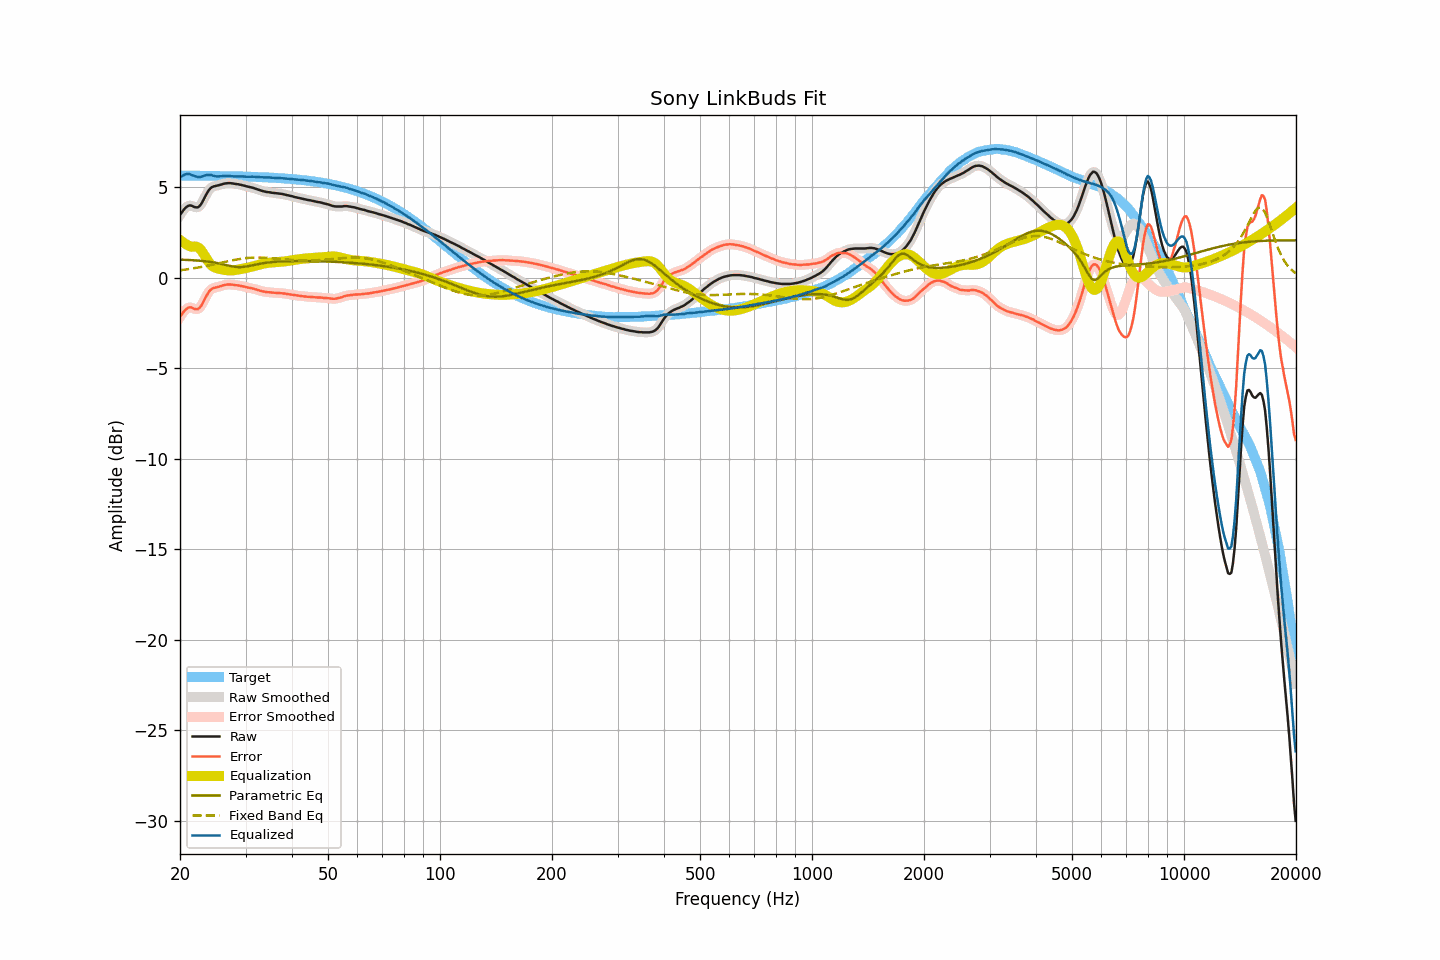 Sony LinkBuds Fit
Amplitude (dBr)
5
0
−5
−10
−15
−20
−25
−30
Target
Raw Smoothed
Error Smoothed
Raw
Error
Equalization
Parametric Eq
Fixed Band Eq
Equalized
20 50 100 200 500 1000 2000 5000 10000 20000
Frequency (Hz)